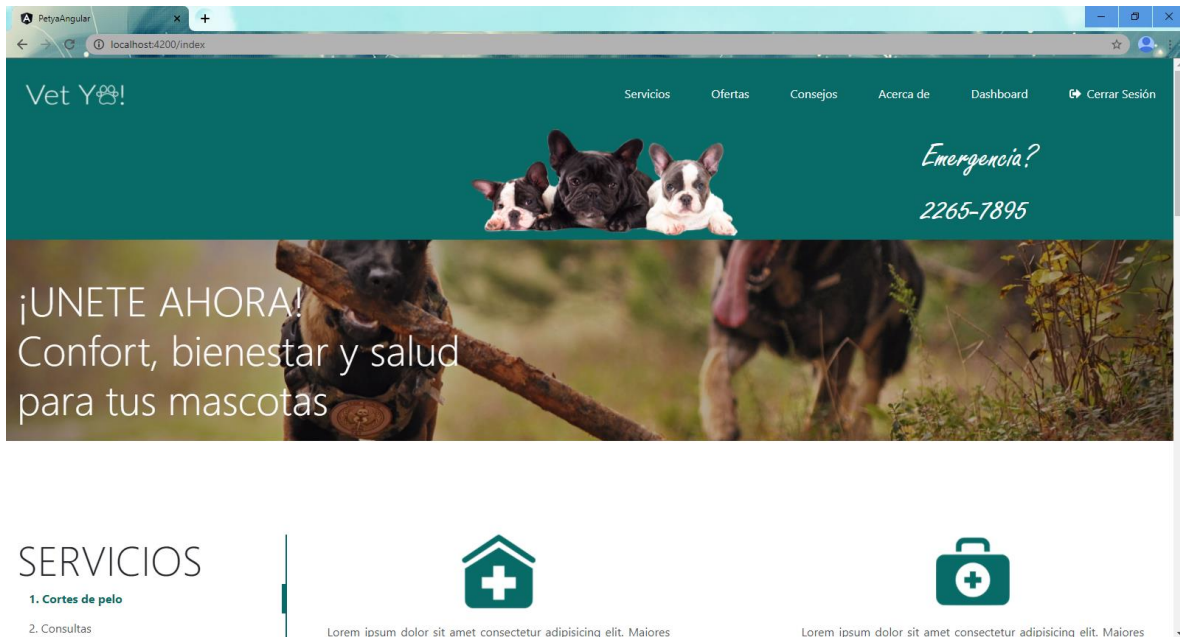 PetyaAngular
localhost:4200/index
Vet Y!
Servicios
Ofertas
Consejos
Acerca de
Dashboard
Cerrar Sesión
Emergencia?
2265-7895
¡UNETE AHORA!
Confort, bienestar y salud
para tus mascotas
SERVICIOS
1. Cortes de pelo
2. Consultas
Lorem ipsum dolor sit amet consectetur adipisicing elit. Maiores
Lorem ipsum dolor sit amet consectetur adipisicing elit. Maiores